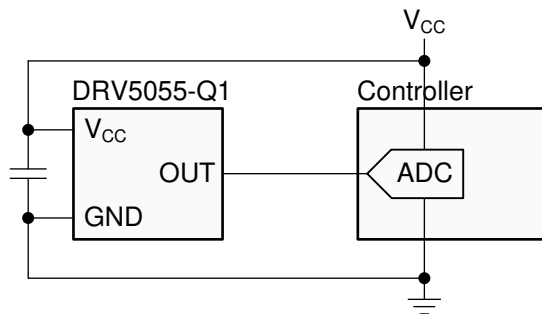 VCC
DRV5055-Q1
Controller
VCC
OUT
ADC
GND